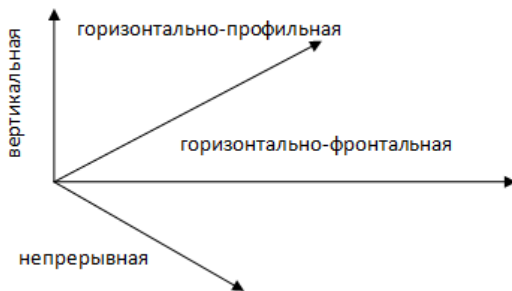 горизонтально-профильная
вертикальная
горизонтально-фронтальная
непрерывная